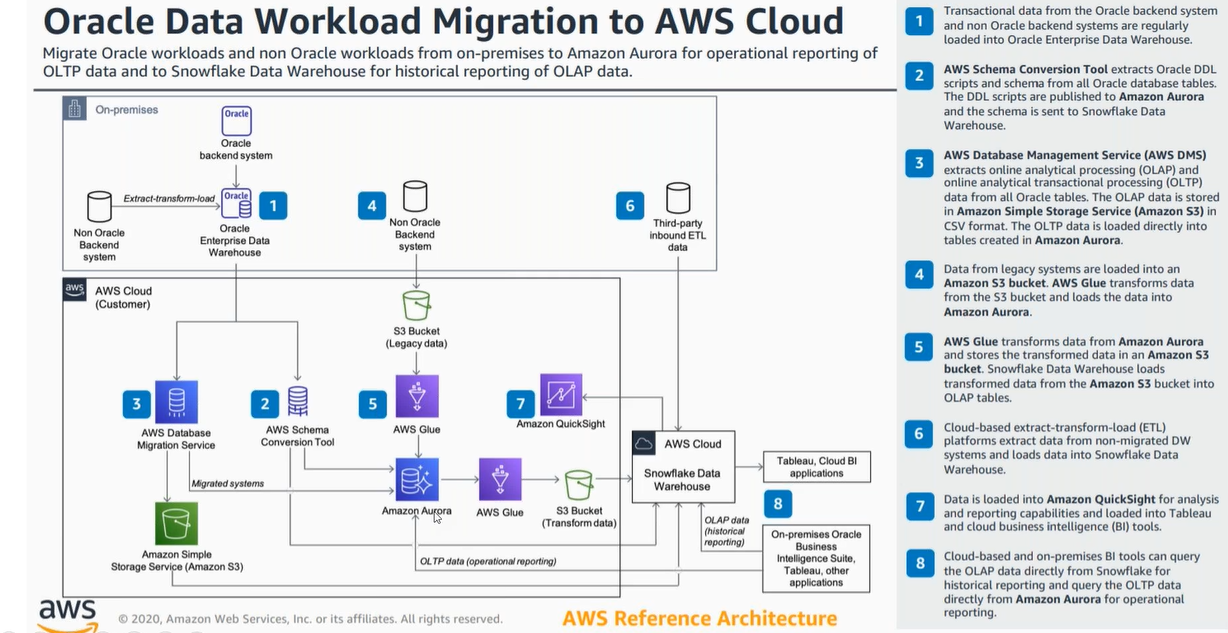 Oracle Data Workload Migration to AWS Cloud
Migrate Oracle workloads and non Oracle workloads from on-premises to Amazon Aurora for operational reporting of
OLTP data and to Snowflake Data Warehouse for historical reporting of OLAP data.
On-premises
Oracle
Oracle
backend system
Extract-transform-load
Oracle
1
Non Oracle
Backend
system
Oracle
Enterprise Data
Warehouse
4
Non Oracle
Backend
system
6
Third-party
inbound ETL
data
aws
AWS Cloud
(Customer)
S3 Bucket
(Legacy data)
3
AWS Database
Migration Service
2
AWS Schema
Conversion Tool
5
AWS Glue
7
Amazon QuickSight
AWS Cloud
Snowflake Data
Warehouse
Tableau, Cloud BI
applications
Migrated systems
Amazon Aurora
AWS Glue
S3 Bucket
(Transform data)
8
OLAP data
(historical
reporting)
On-premises Oracle
Business
Intelligence Suite,
Tableau, other
applications
Amazon Simple
Storage Service (Amazon S3)
OLTP data (operational reporting)
aws
© 2020, Amazon Web Services, Inc. or its affiliates. All rights reserved.
AWS Reference Architecture
1
Transactional data from the Oracle backend system
and non Oracle backend systems are regularly
loaded into Oracle Enterprise Data Warehouse.
2
AWS Schema Conversion Tool extracts Oracle DDL
scripts and schema from all Oracle database tables.
The DDL scripts are published to Amazon Aurora
and the schema is sent to Snowflake Data
Warehouse.
3
AWS Database Management Service (AWS DMS)
extracts online analytical processing (OLAP) and
online analytical transactional processing (OLTP)
data from all Oracle tables. The OLAP data is stored
in Amazon Simple Storage Service (Amazon S3) in
CSV format. The OLTP data is loaded directly into
tables created in Amazon Aurora.
4
Data from legacy systems are loaded into an
Amazon S3 bucket. AWS Glue transforms data
from the S3 bucket and loads the data into
Amazon Aurora.
5
AWS Glue transforms data from Amazon Aurora
and stores the transformed data in an Amazon S3
bucket. Snowflake Data Warehouse loads
transformed data from the Amazon S3 bucket into
OLAP tables.
6
Cloud-based extract-transform-load (ETL)
platforms extract data from non-migrated DW
systems and loads data into Snowflake Data
Warehouse.
7
Data is loaded into Amazon QuickSight for analysis
and reporting capabilities and loaded into Tableau
and cloud business intelligence (BI) tools.
8
Cloud-based and on-premises BI tools can query
the OLAP data directly from Snowflake for
historical reporting and query the OLTP data
directly from Amazon Aurora for operational
reporting.